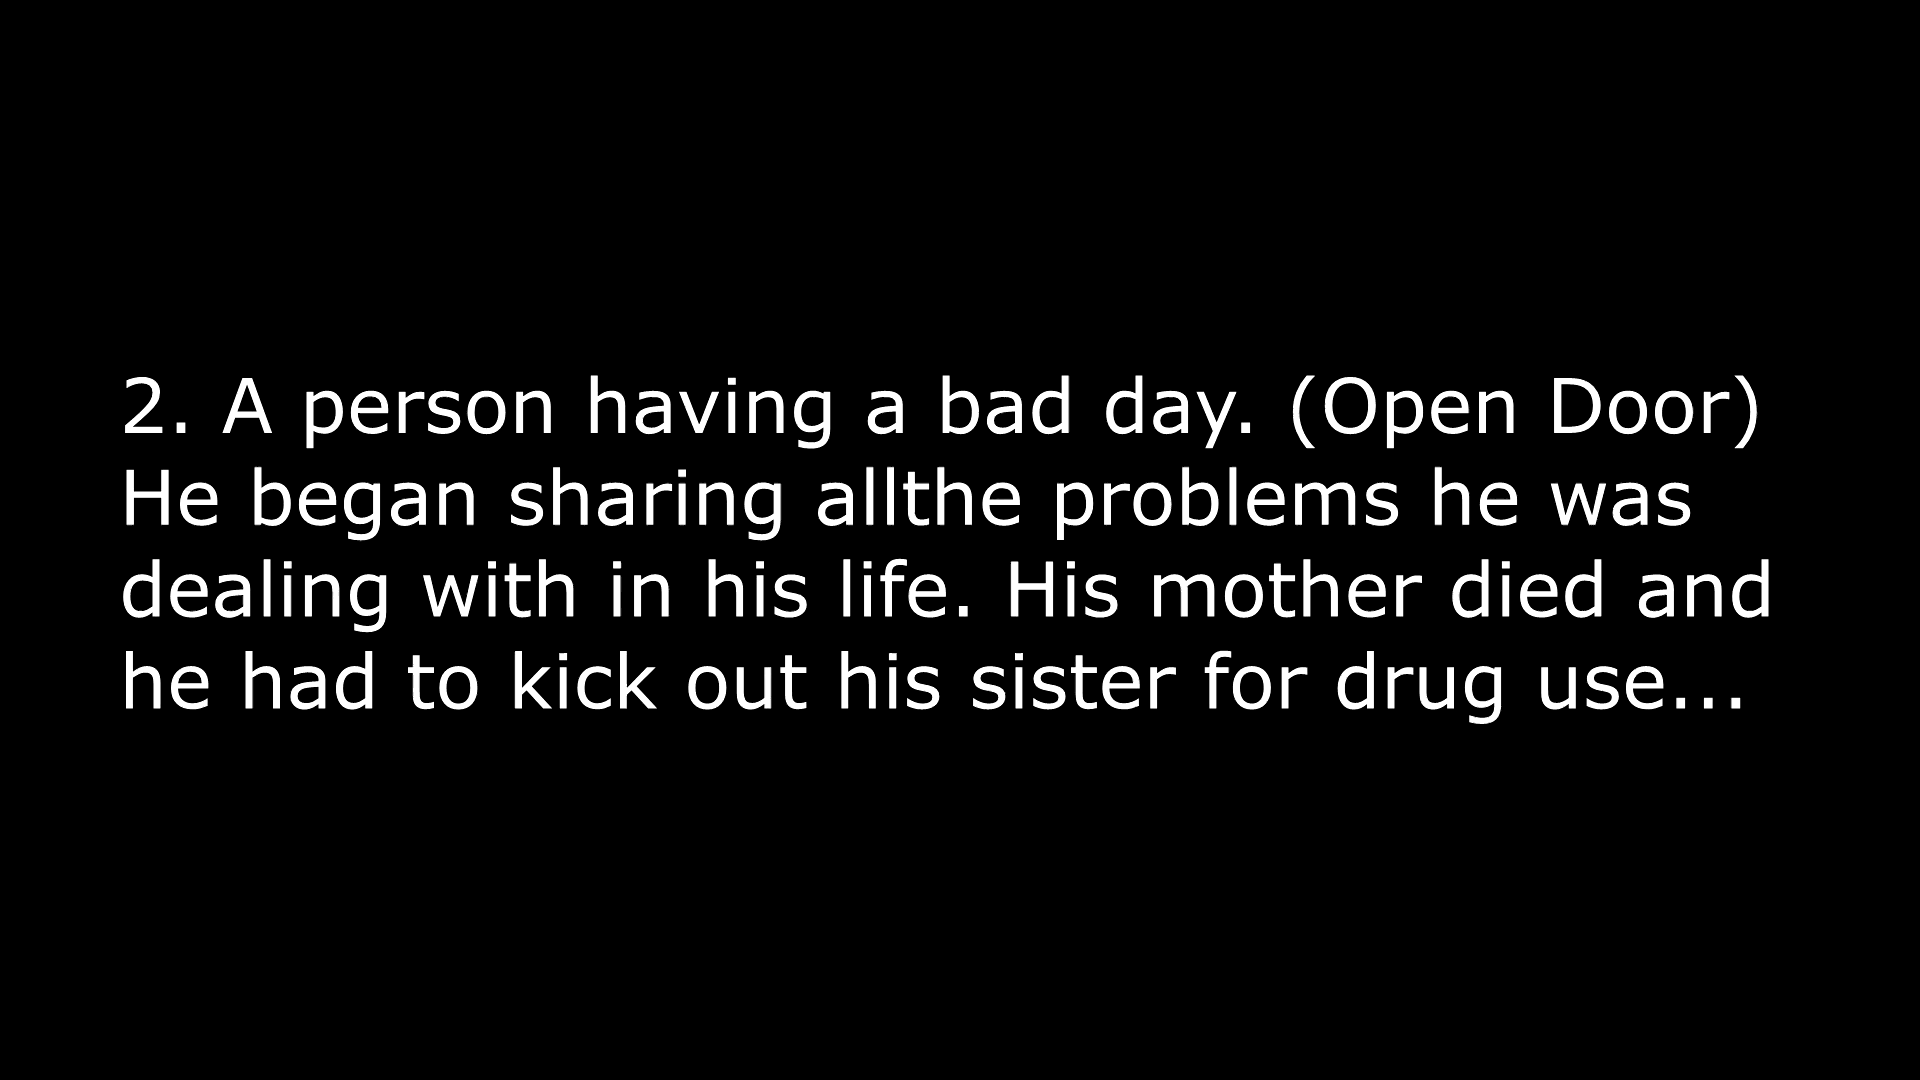 2. A person having a bad day. (Open Door)
He began sharing allthe problems he was
dealing with in his life. His mother died and
he had to kick out his sister for drug use...